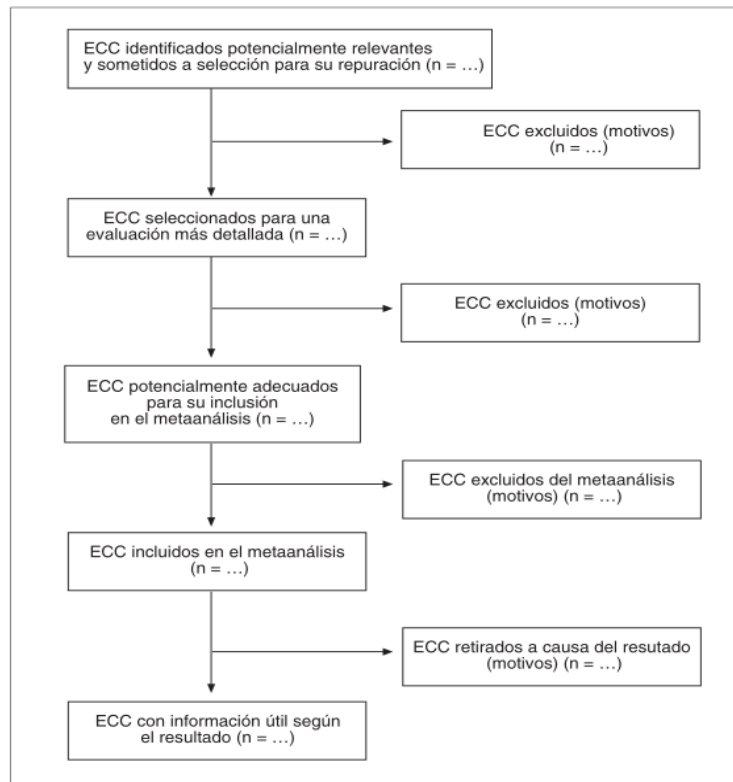 ECC identificados potencialmente relevantes
y sometidos a selección para su repuración (n = …)
ECC excluidos (motivos)
(n = …)
ECC seleccionados para una
evaluación más detallada (n = …)
ECC excluidos (motivos)
(n = …)
ECC potencialmente adecuados
para su inclusión
en el metaanálisis (n = …)
ECC excluidos del metaanálisis
(motivos) (n = …)
ECC incluidos en el metaanálisis
(n = …)
ECC retirados a causa del resutado
(motivos) (n = …)
ECC con información útil según
el resultado (n = …)